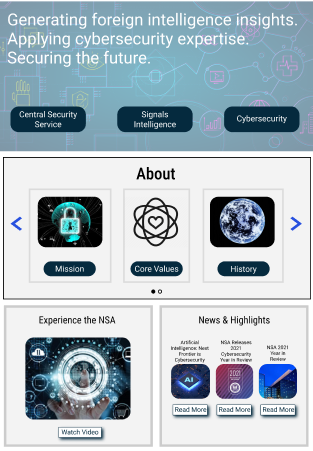 Generating foreign intelligence insights.
Applying cybersecurity expertise.
Securing the future.
Central Security
Service
Signals
Intelligence
Cybersecurity
About
Mission
Core Values
History
Experience the NSA
Watch Video
News & Highlights
Artificial
Intelligence: Next
Frontier is
Cybersecurity
AI
Read More
NSA Releases
2021
Cybersecurity
Year in Review
2021
Read More
NSA 2021
Year in
Review
Read More